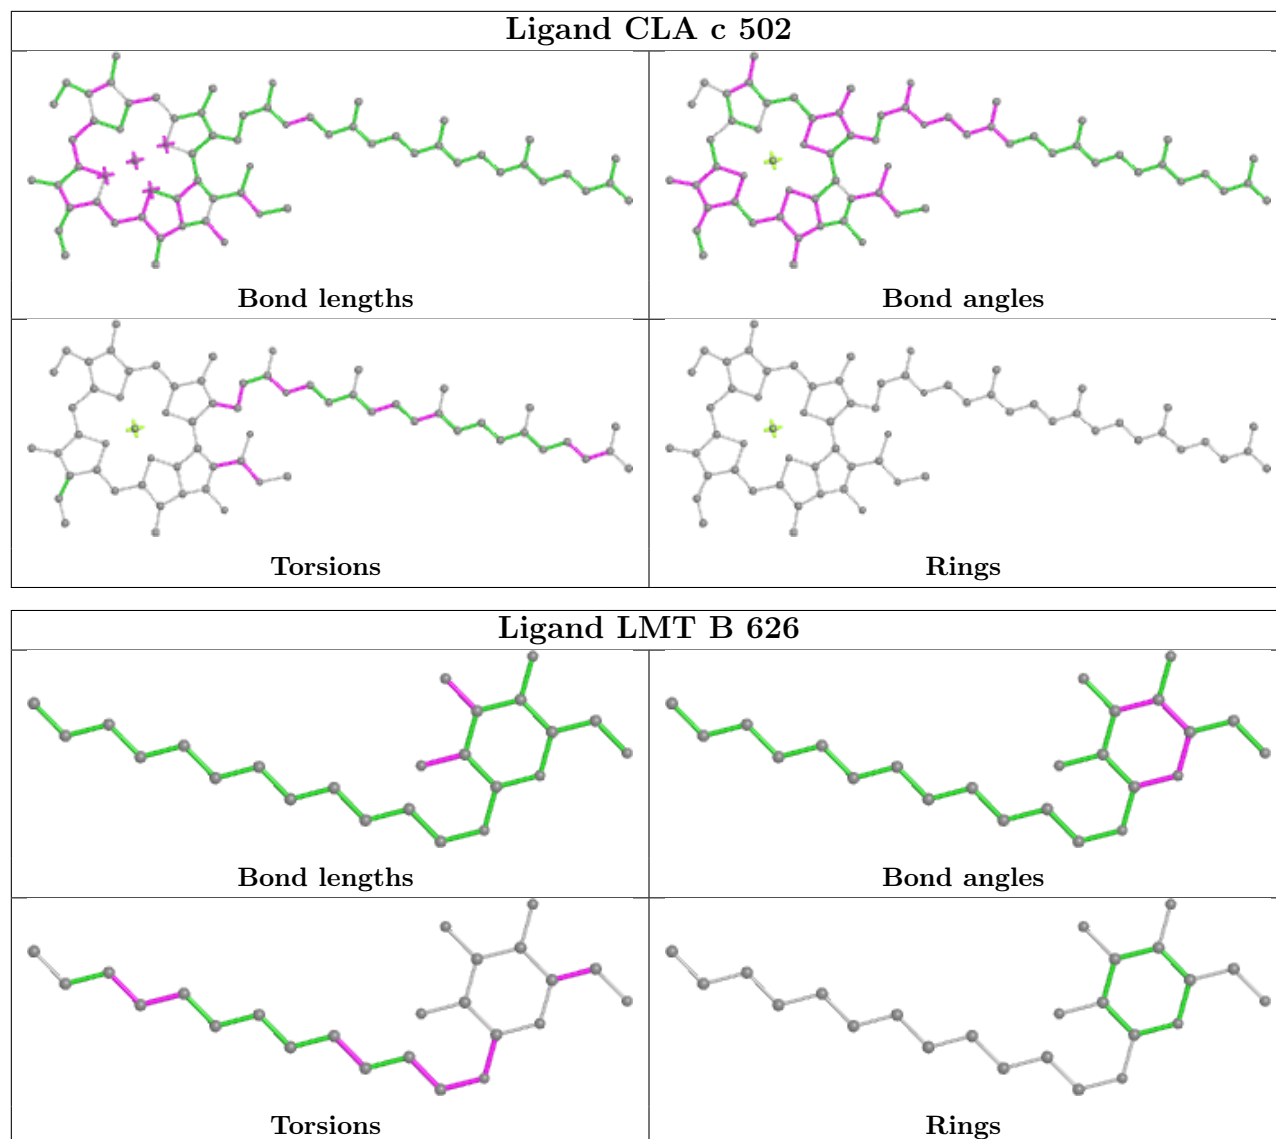 Ligand CLA c 502
Bond lengths
Bond angles
Torsions
Rings
Ligand LMT B 626
Bond lengths
Bond angles
Torsions
Rings